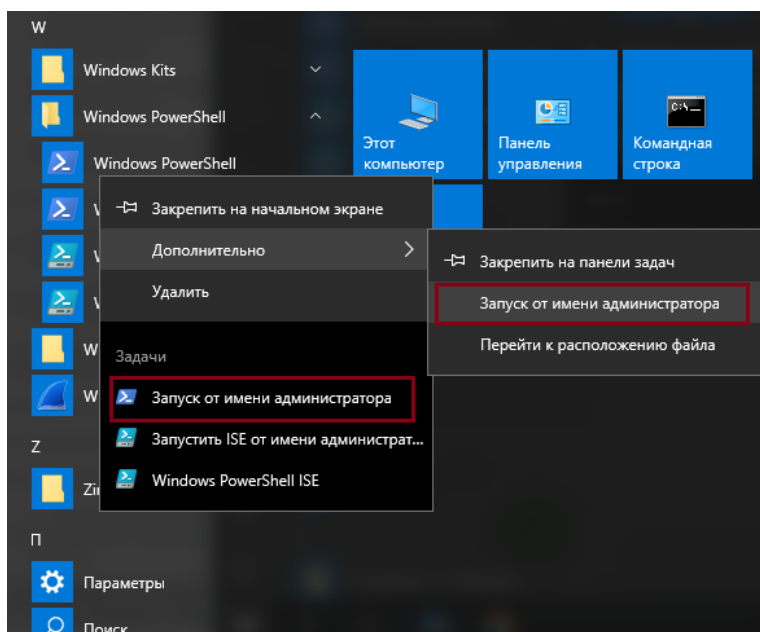 W
Windows Kits
Windows PowerShell
Windows PowerShell
Этот
компьютер
Панель
управления
Командная
строка
C:\
Закрепить на начальном экране
Дополнительно
Удалить
Задачи
Запуск от имени администратора
Запустить ISE от имени администрат...
Windows PowerShell ISE
Закрепить на панели задач
Запуск от имени администратора
Перейти к расположению файла
W
W
Z
Zi
П
Параметры
Поиск